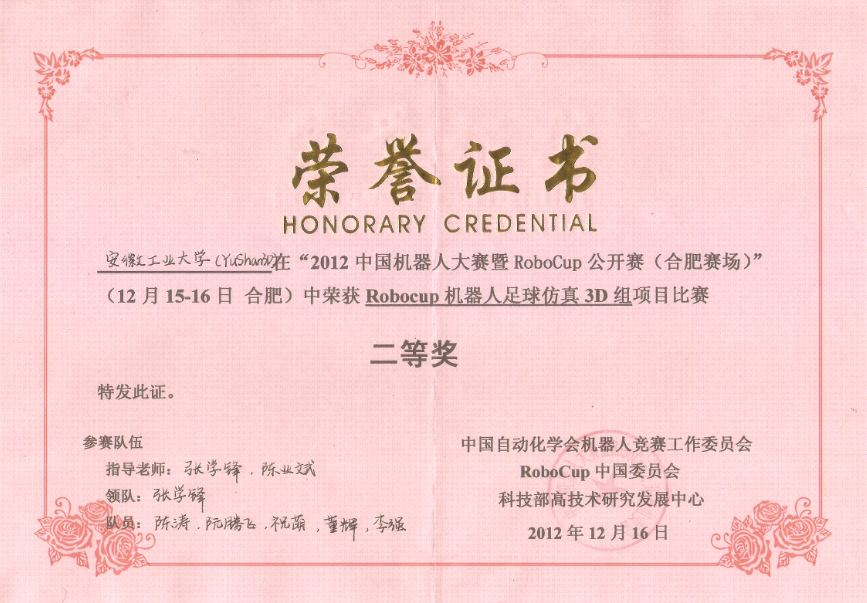 荣誉证书
HONORARY CREDENTIAL
安徽工业大学(YuShan3D)在“2012 中国机器人大赛暨 RoboCup 公开赛（合肥赛场）”
（12 月 15-16 日 合肥）中荣获 Robocup 机器人足球仿真 3D 组项目比赛
二等奖
特发此证。
参赛队伍
指导老师：张学锋．陈业斌
领队：张学锋
队员：陈涛．阮腾飞．祝萌．董辉．李强
中国自动化学会机器人竞赛工作委员会
RoboCup 中国委员会
科技部高技术研究发展中心
2012 年 12 月 16 日